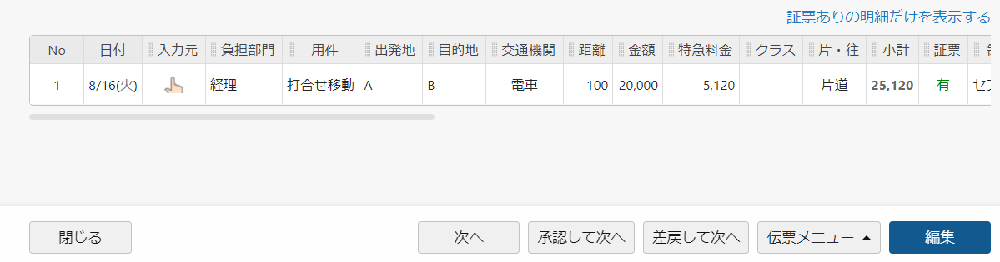 証票ありの明細だけを表示する
No 日付 入力元 負担部門 用件 出発地 目的地 交通機関 距離 金額 特急料金 クラス 片・往 小計 証票
1 8/16(火) 経理 打合せ移動 A B 電車 100 20,000 5,120 片道 25,120 有 セ
閉じる 次へ 承認して次へ 差戻して次へ 伝票メニュー 編集